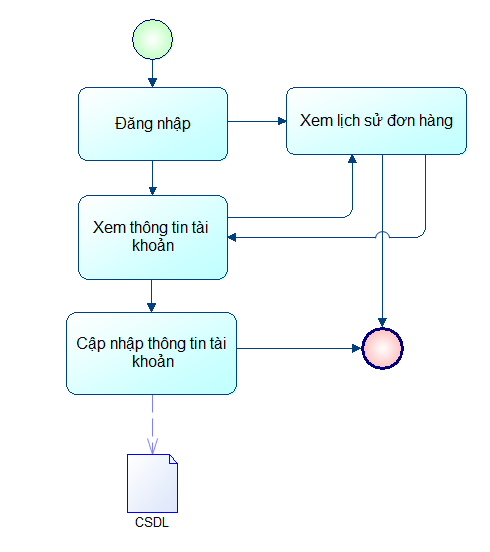 Đăng nhập
Xem lịch sử đơn hàng
Xem thông tin tài
khoản
Cập nhập thông tin tài
khoản
CSDL